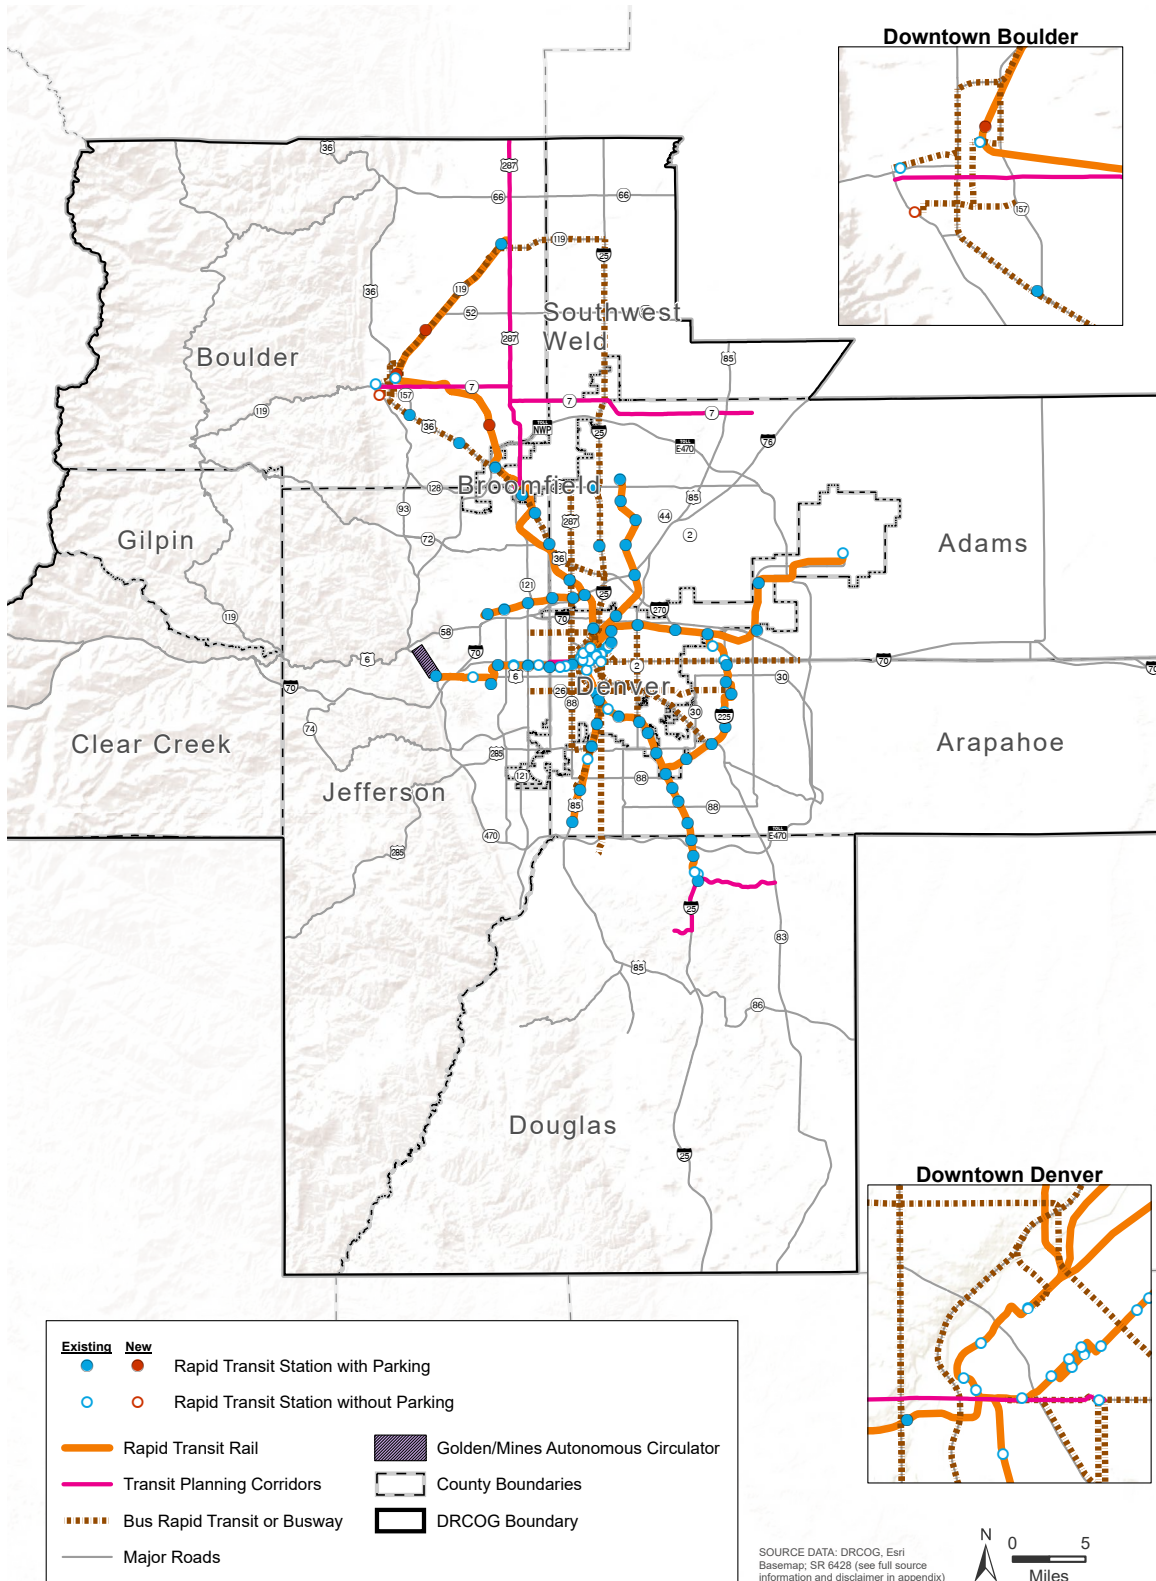 Downtown Boulder
157
36
287
66
66
119
25
36
119
52
Southwest
Weld
287
85
Boulder
7
157
7
7
119
36
TOLL
NWP
25
TOLL
E470
76
128
Broomfield
85
93
287
44
2
Gilpin
72
36
Adams
121
25
270
119
70
58
70
6
6
2
70
70
70
30
Denver
26
88
30
225
74
Clear Creek
285
Arapahoe
121
88
Jefferson
85
88
470
TOLL
E470
285
25
83
85
86
Douglas
25
Downtown Denver
Existing New
Rapid Transit Station with Parking
Rapid Transit Station without Parking
Rapid Transit Rail
Golden/Mines Autonomous Circulator
Transit Planning Corridors
County Boundaries
Bus Rapid Transit or Busway
DRCOG Boundary
Major Roads
SOURCE DATA: DRCOG, Esri
Basemap; SR 6428 (see full source
information and disclaimer in appendix)
N
0 5
Miles